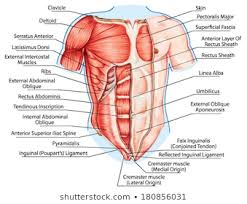 Clavicle
Deltoid
Serratus Anterior
Latissimus Dorsi
External Intercostal
Muscles
Ribs
External Abdominal
Oblique
Internal Abdominal
Oblique
Rectus Abdominus
Tendinous Inscription
Transversus Abdominis
Anterior Superior Iliac Spine
Pyramidalis
Inguinal (Poupart's) Ligament
Skin
Pectoralis Major
Superficial Fascia
Anterior Layer of
Rectus Sheath
Rectus Sheath
Linea Alba
Umbilicus
External Oblique
Aponeurosis
Falx Inguinalis
(Conjoined Tendon)
Reflected Inguinal Ligament
Cremaster muscle
(Medial Origin)
Cremaster muscle
(Lateral Origin)
shutterstock.com • 180856031